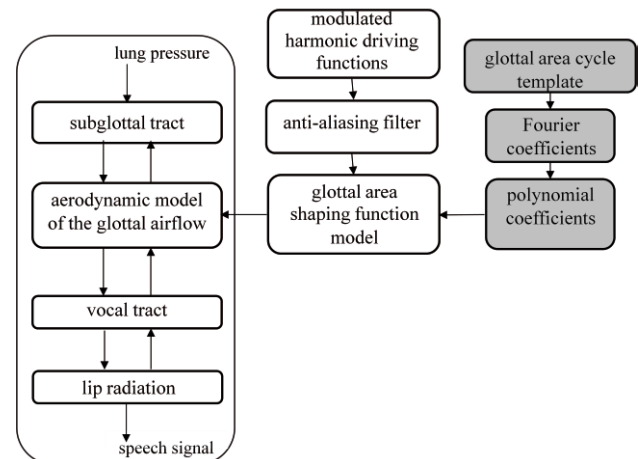 lung pressure
subglottal tract
aerodynamic model
of the glottal airflow
vocal tract
lip radiation
speech signal
modulated
harmonic driving
functions
anti-aliasing filter
glottal area
shaping function
model
glottal area cycle
template
Fourier
coefficients
polynomial
coefficients